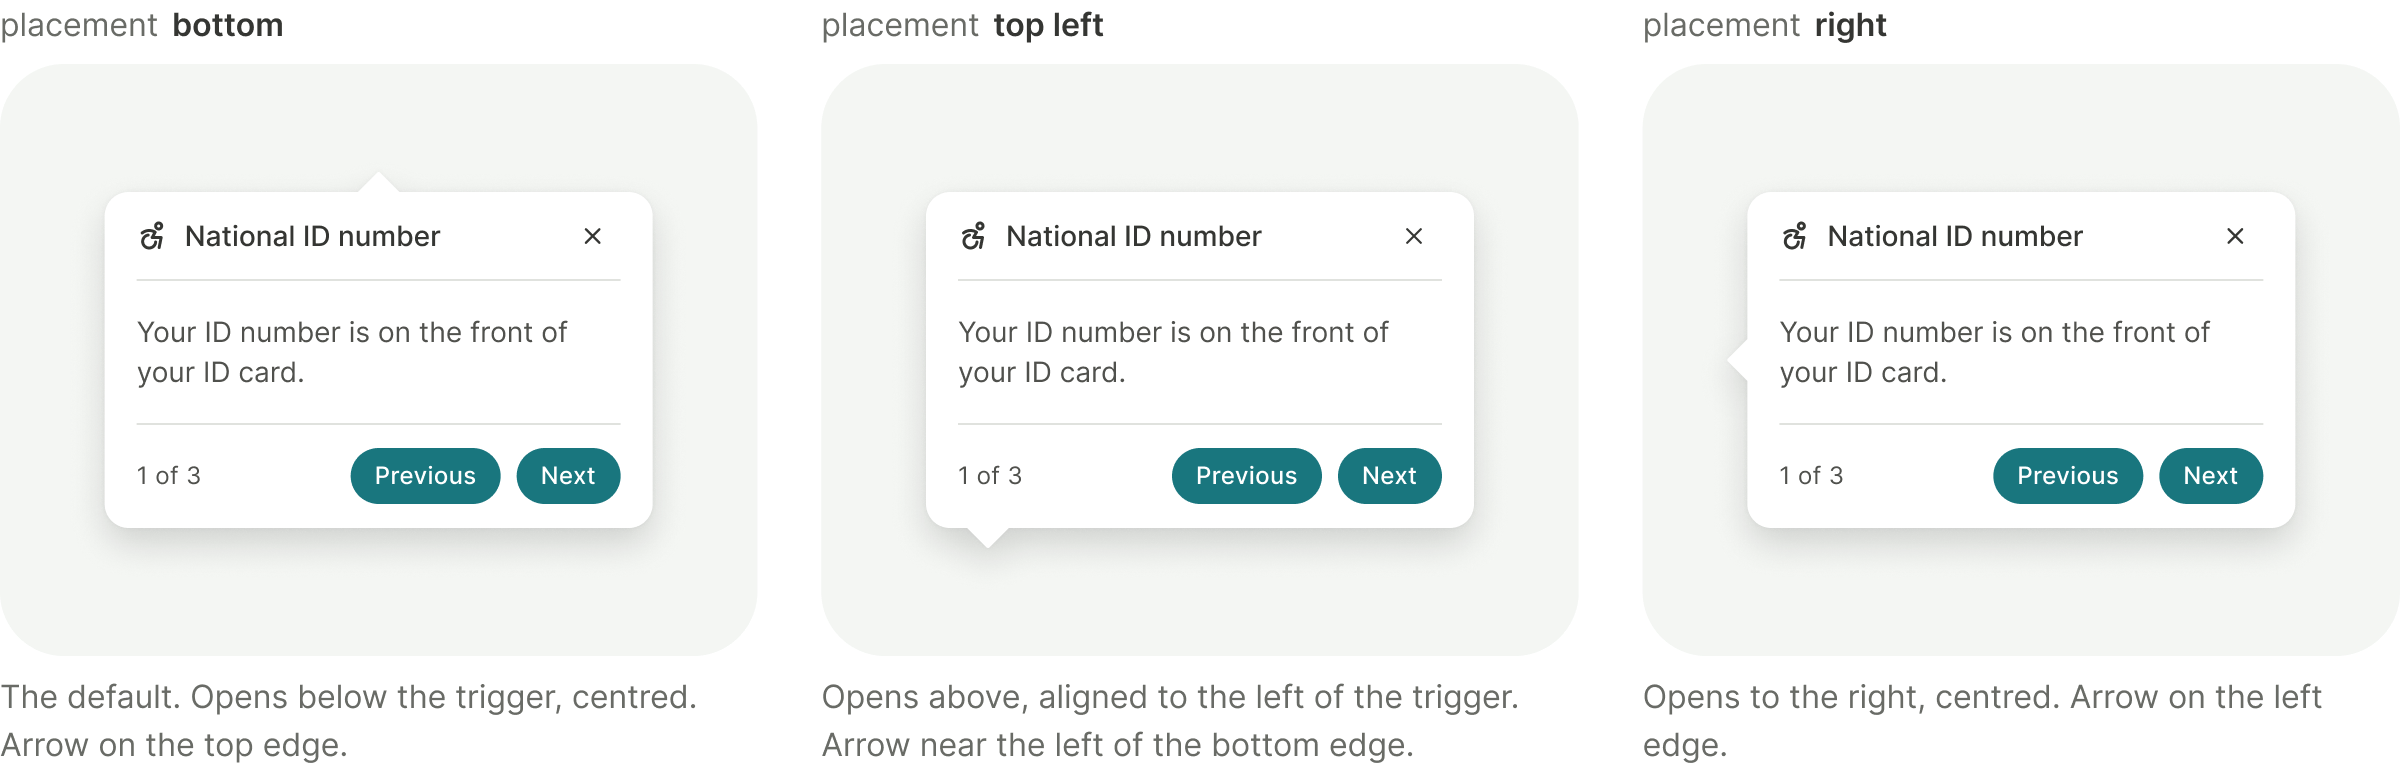 placement bottom
National ID number
Your ID number is on the front of
your ID card.
1 of 3
Previous
Next
The default. Opens below the trigger, centred.
Arrow on the top edge.
placement top left
National ID number
Your ID number is on the front of
your ID card.
1 of 3
Previous
Next
Opens above, aligned to the left of the trigger.
Arrow near the left of the bottom edge.
placement right
National ID number
Your ID number is on the front of
your ID card.
1 of 3
Previous
Next
Opens to the right, centred. Arrow on the left
edge.